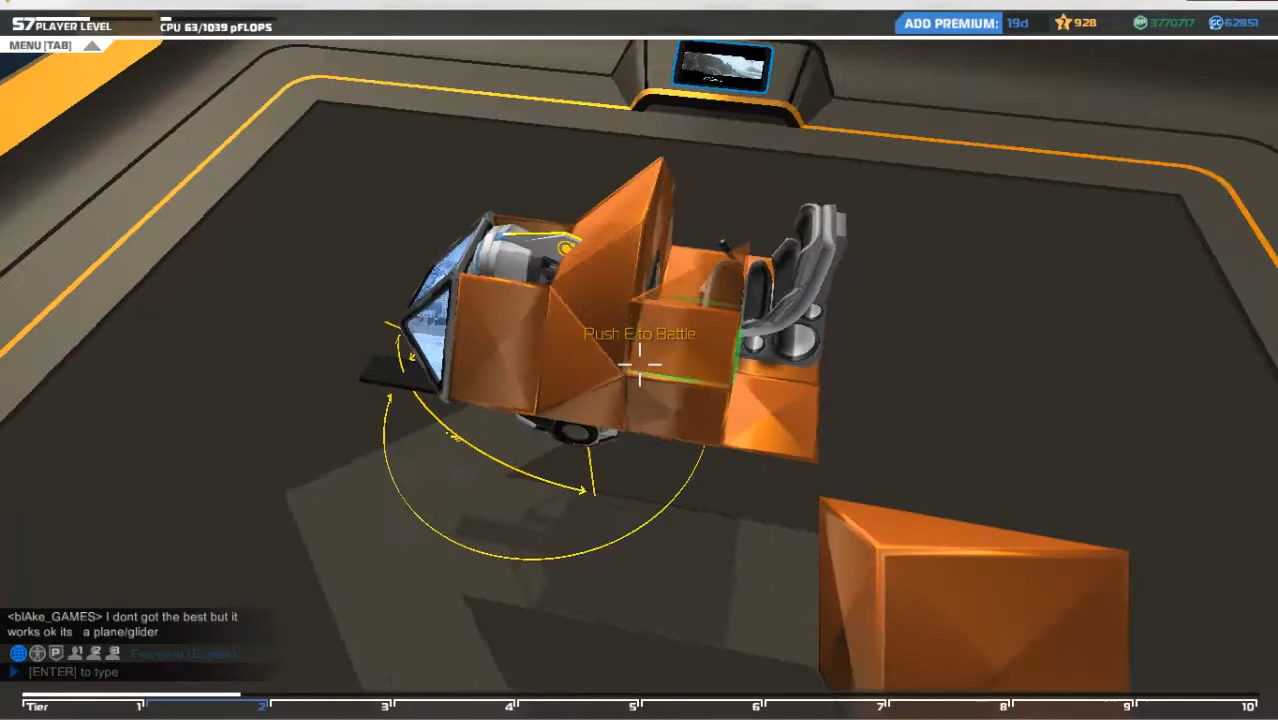 57 PLAYER LEVEL
CPU 63/1039 pFLOPS
ADD PREMIUM: 19d
928
3770717
62851
MENU [TAB]
Push E to Battle
<blAke_GAMES> I dont got the best but it
works ok its a plane/glider
Everyone (English)
[ENTER] to type
Tier 1 2 3 4 5 6 7 8 9 10